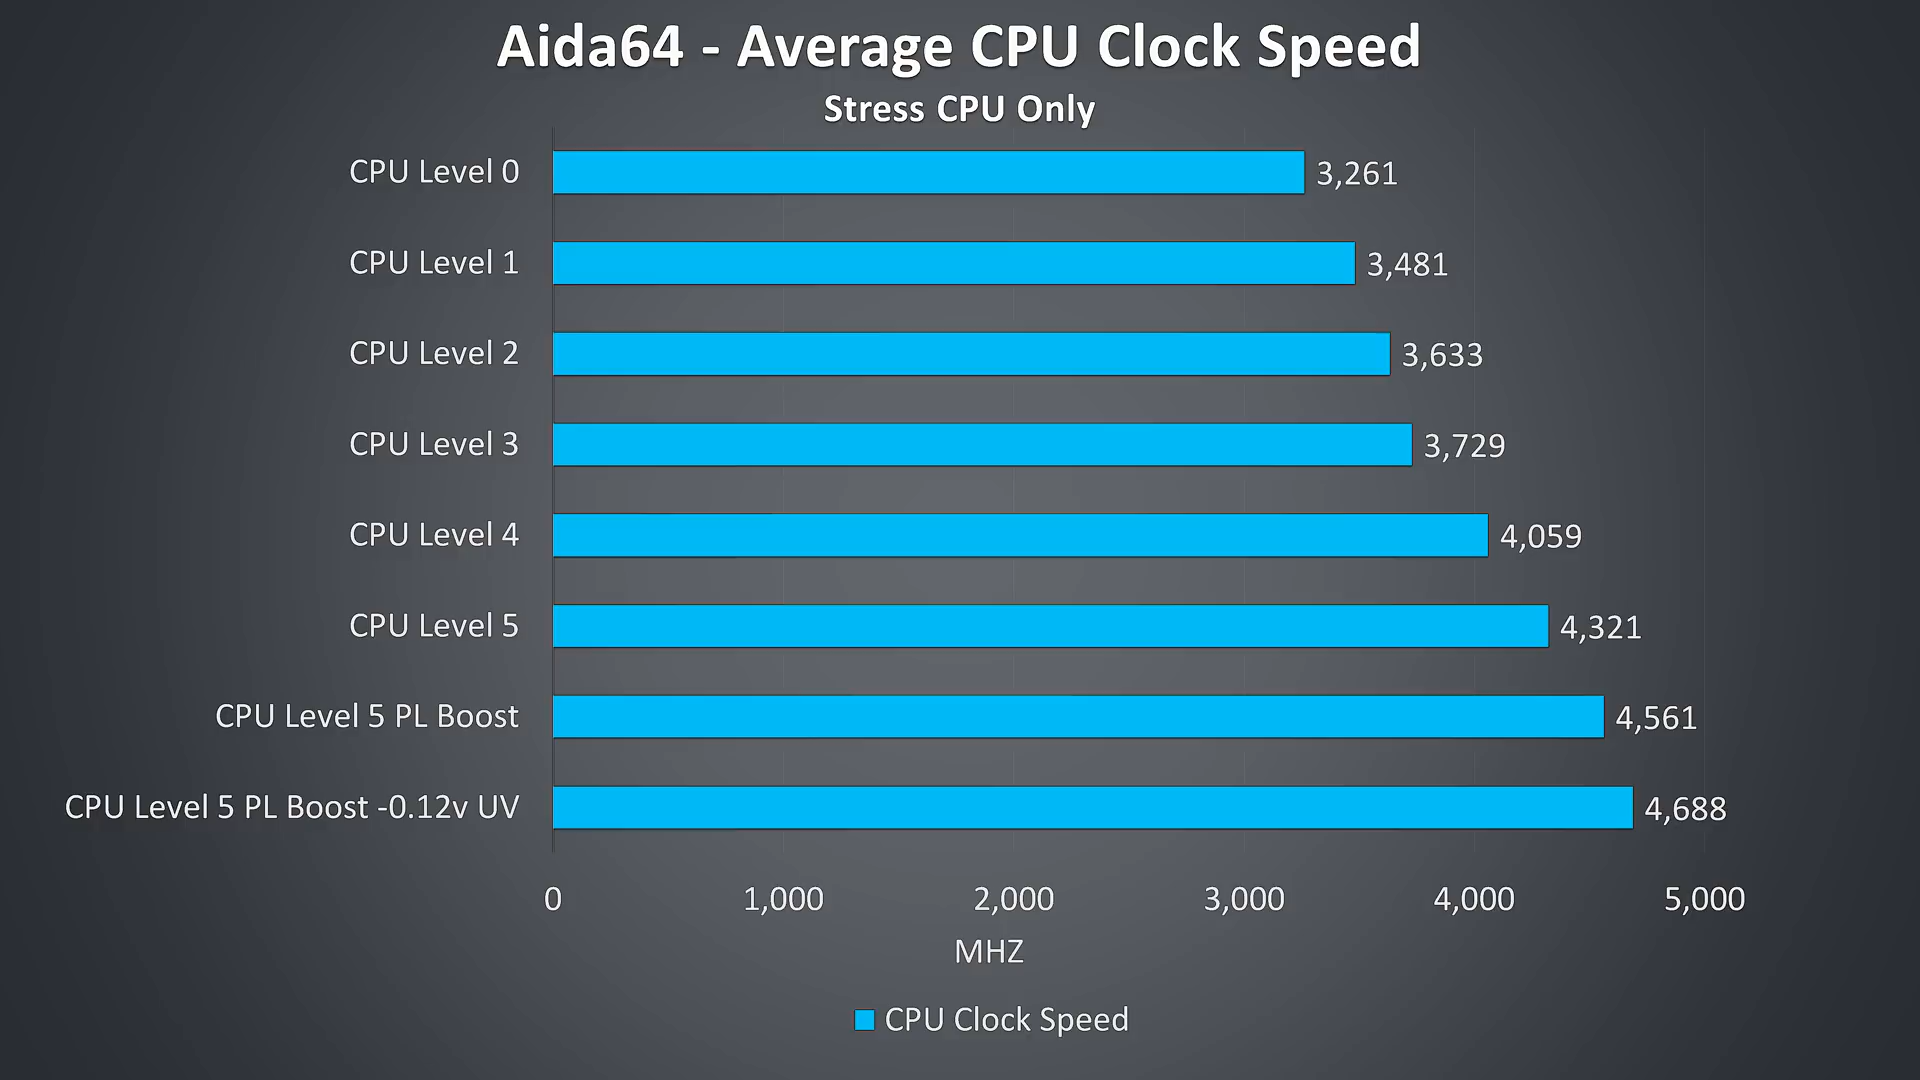 Aida64 - Average CPU Clock Speed
Stress CPU Only
CPU Level 0 3,261
CPU Level 1 3,481
CPU Level 2 3,633
CPU Level 3 3,729
CPU Level 4 4,059
CPU Level 5 4,321
CPU Level 5 PL Boost 4,561
CPU Level 5 PL Boost -0.12v UV 4,688
0 1,000 2,000 3,000 4,000 5,000
MHZ
CPU Clock Speed